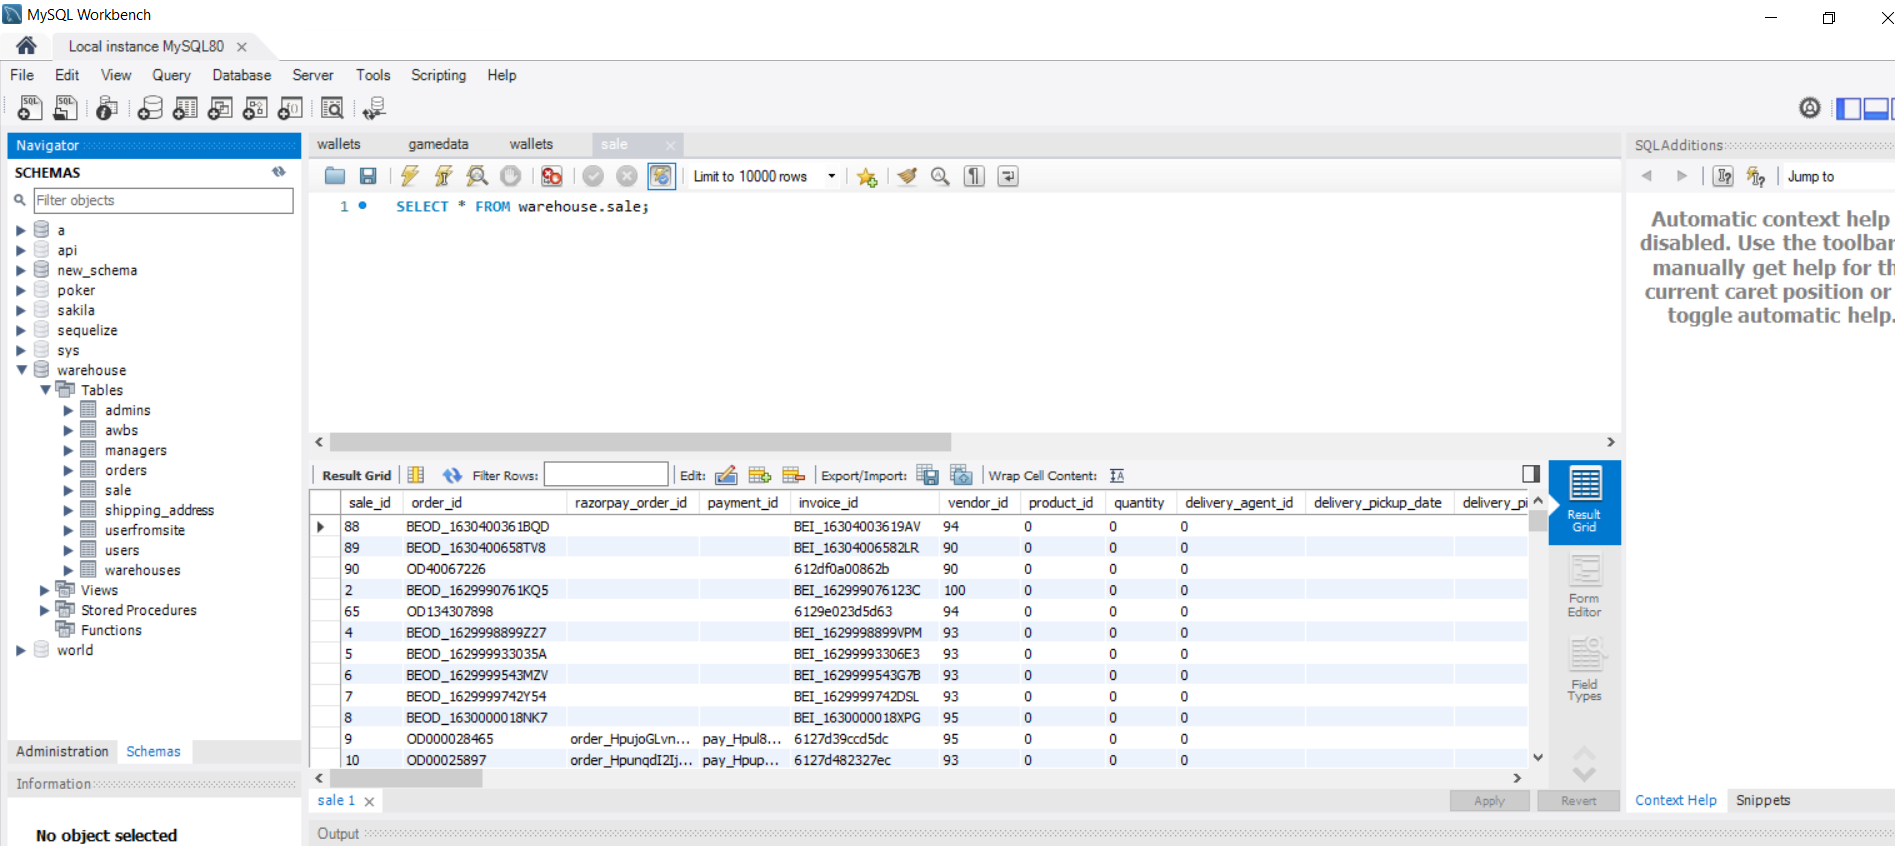 MySQL Workbench
Local instance MySQL80
File Edit View Query Database Server Tools Scripting Help
Navigator
SCHEMAS
Filter objects
a
api
new_schema
poker
sakila
sequelize
sys
warehouse
Tables
admins
awbs
managers
orders
sale
shipping_address
userfromsite
users
warehouses
Views
Stored Procedures
Functions
world
Administration Schemas
Information
No object selected
wallets gamedata wallets sale
Limit to 10000 rows
1 SELECT * FROM warehouse.sale;
Result Grid Filter Rows: Edit: Export/Import: Wrap Cell Content:
sale_id order_id razorpay_order_id payment_id invoice_id vendor_id product_id quantity delivery_agent_id delivery_pickup_date delivery_pi
88 BEOD_1630400361BQD BEI_16304003619AV 94 0 0 0
89 BEOD_1630400658TV8 BEI_16304006582LR 90 0 0 0
90 OD40067226 612df0a00862b 90 0 0 0
2 BEOD_1629990761KQ5 BEI_162999076123C 100 0 0 0
65 OD134307898 6129e023d5d63 94 0 0 0
4 BEOD_1629998899Z27 BEI_1629998899VPM 93 0 0 0
5 BEOD_162999933035A BEI_16299993306E3 93 0 0 0
6 BEOD_1629999543MZV BEI_1629999543G7B 93 0 0 0
7 BEOD_1629999742Y54 BEI_1629999742DSL 93 0 0 0
8 BEOD_1630000018NK7 BEI_1630000018XPG 95 0 0 0
9 OD000028465 order_HpujoGLvn... pay_Hpul8... 6127d39ccd5dc 95 0 0 0
10 OD00025897 order_HpunqdI2Ij... pay_Hpup... 6127d482327ec 93 0 0 0
Result
Grid
Form
Editor
Field
Types
sale 1
Apply Revert
Output
SQLAdditions
Jump to
Automatic context help
disabled. Use the toolbar
manually get help for th
current caret position or
toggle automatic help.
Context Help Snippets